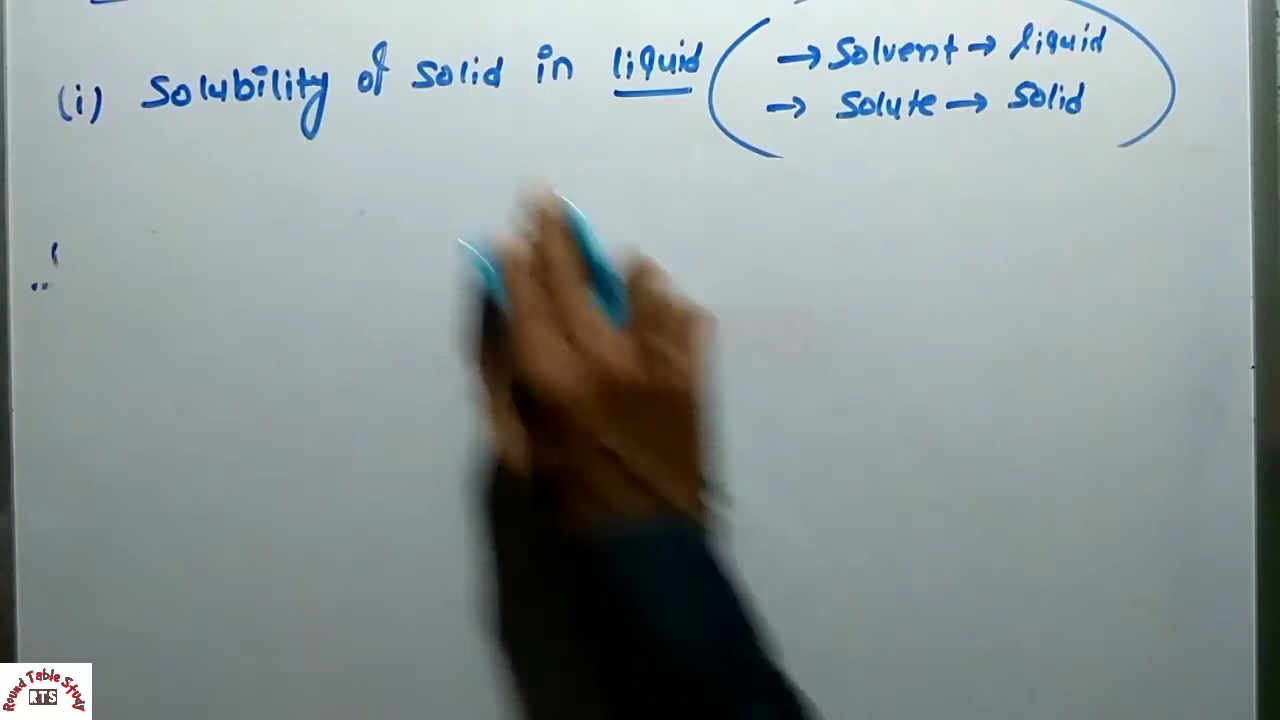 (i) Solubility of solid in liquid
→ Solvent → liquid
→ Solute → Solid
Round Table Study
RTS